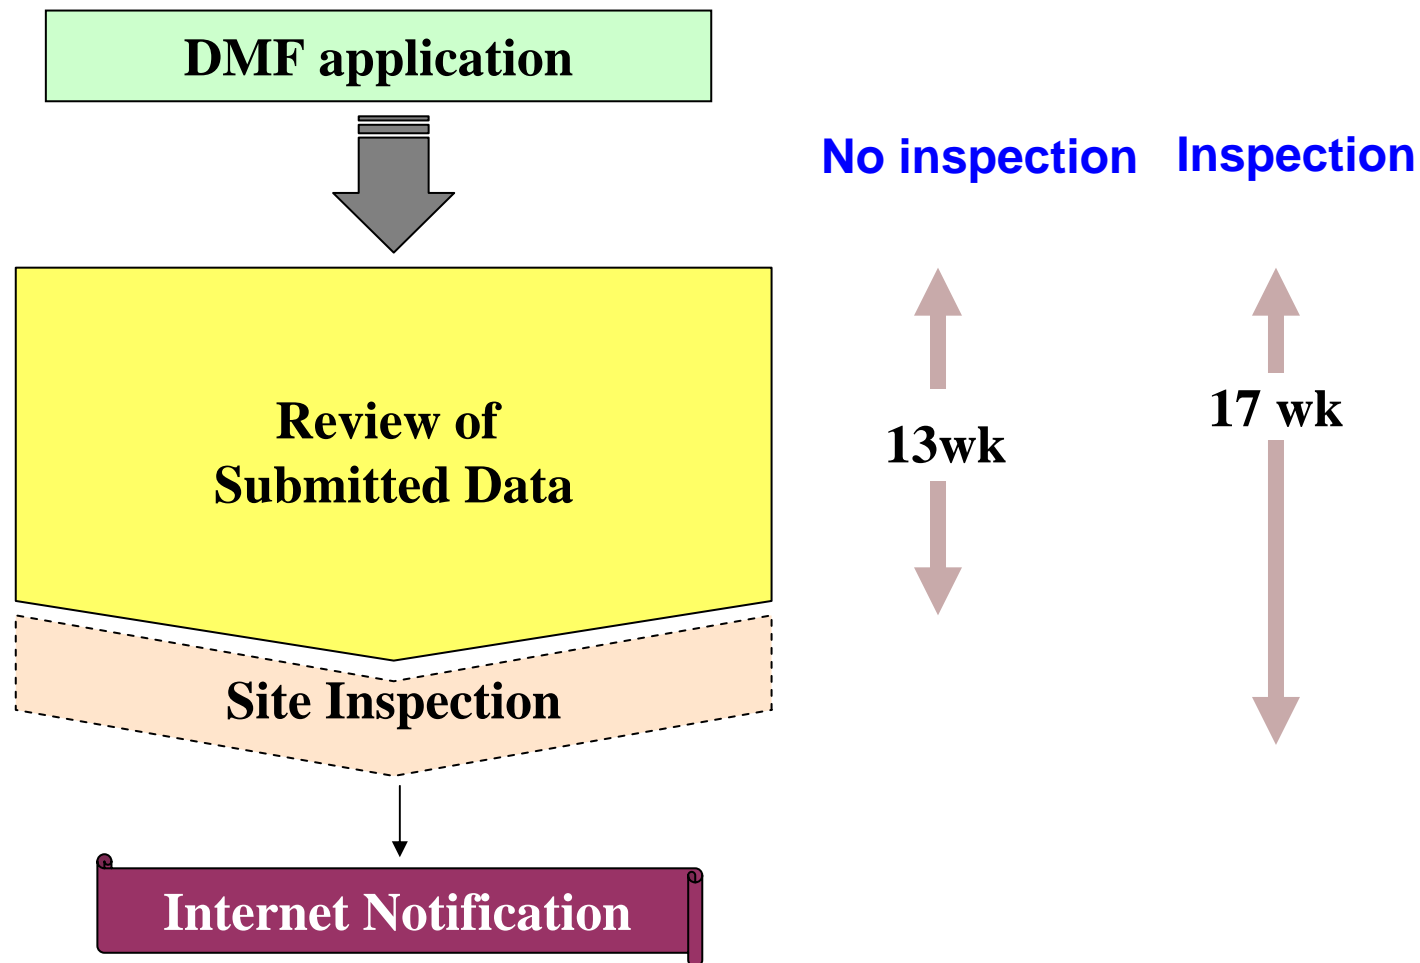 DMF application
No inspection
Inspection
Review of
Submitted Data
13wk
17 wk
Site Inspection
Internet Notification